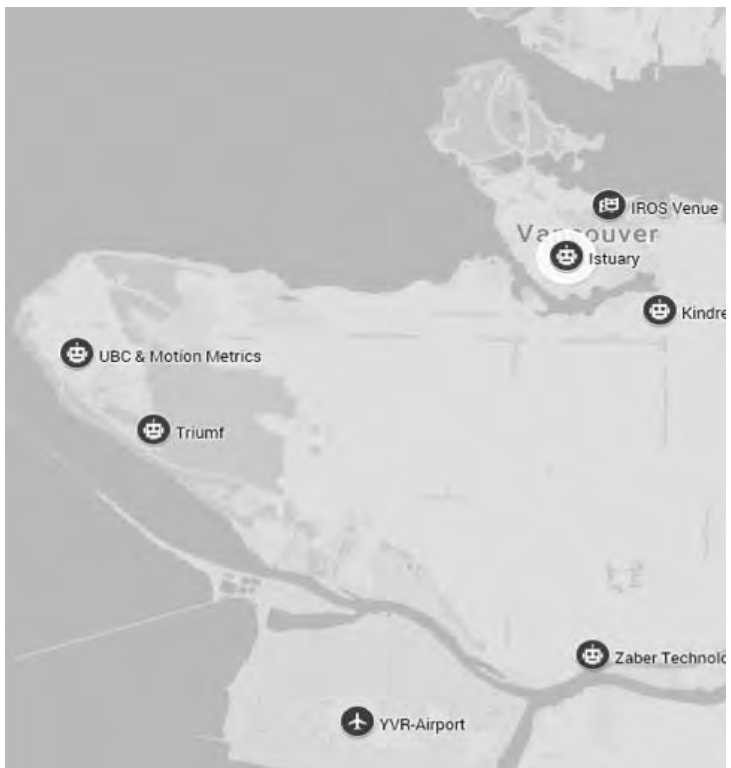 IROS Venue
Vancouver
Istuary
Kindre
UBC & Motion Metrics
Triumf
Zaber Technolo
YVR-Airport